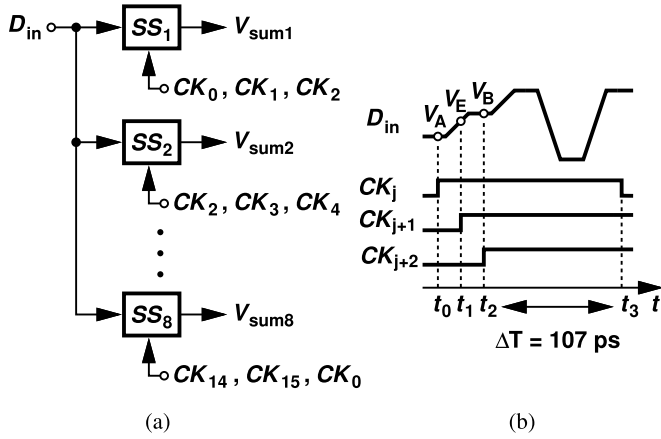 D_in SS_1 V_sum1
CK_0 , CK_1 , CK_2
SS_2 V_sum2
CK_2 , CK_3 , CK_4
SS_8 V_sum8
CK_14 , CK_15 , CK_0
(a)
V_A V_E V_B
D_in
CK_j
CK_j+1
CK_j+2
t_0 t_1 t_2 t_3 t
ΔT = 107 ps
(b)